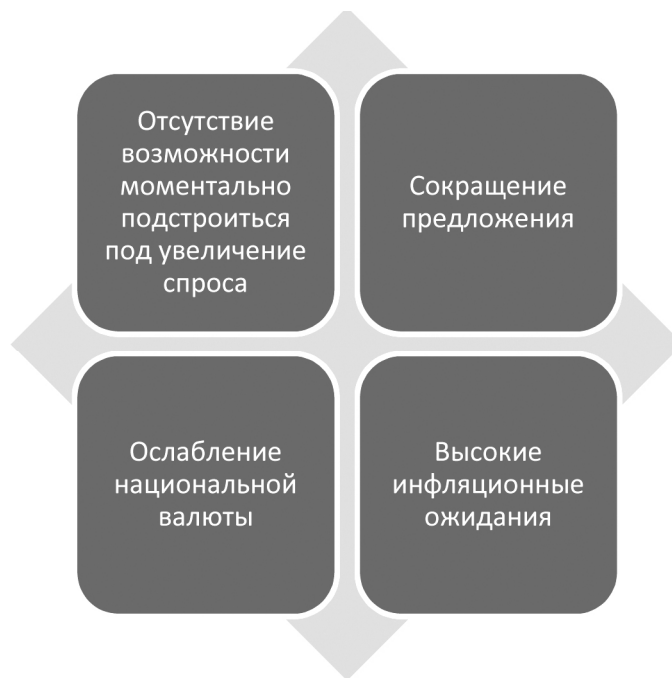 Отсутствие
возможности
моментально
подстроиться
под увеличение
спроса
Сокращение
предложения
Ослабление
национальной
валюты
Высокие
инфляционные
ожидания